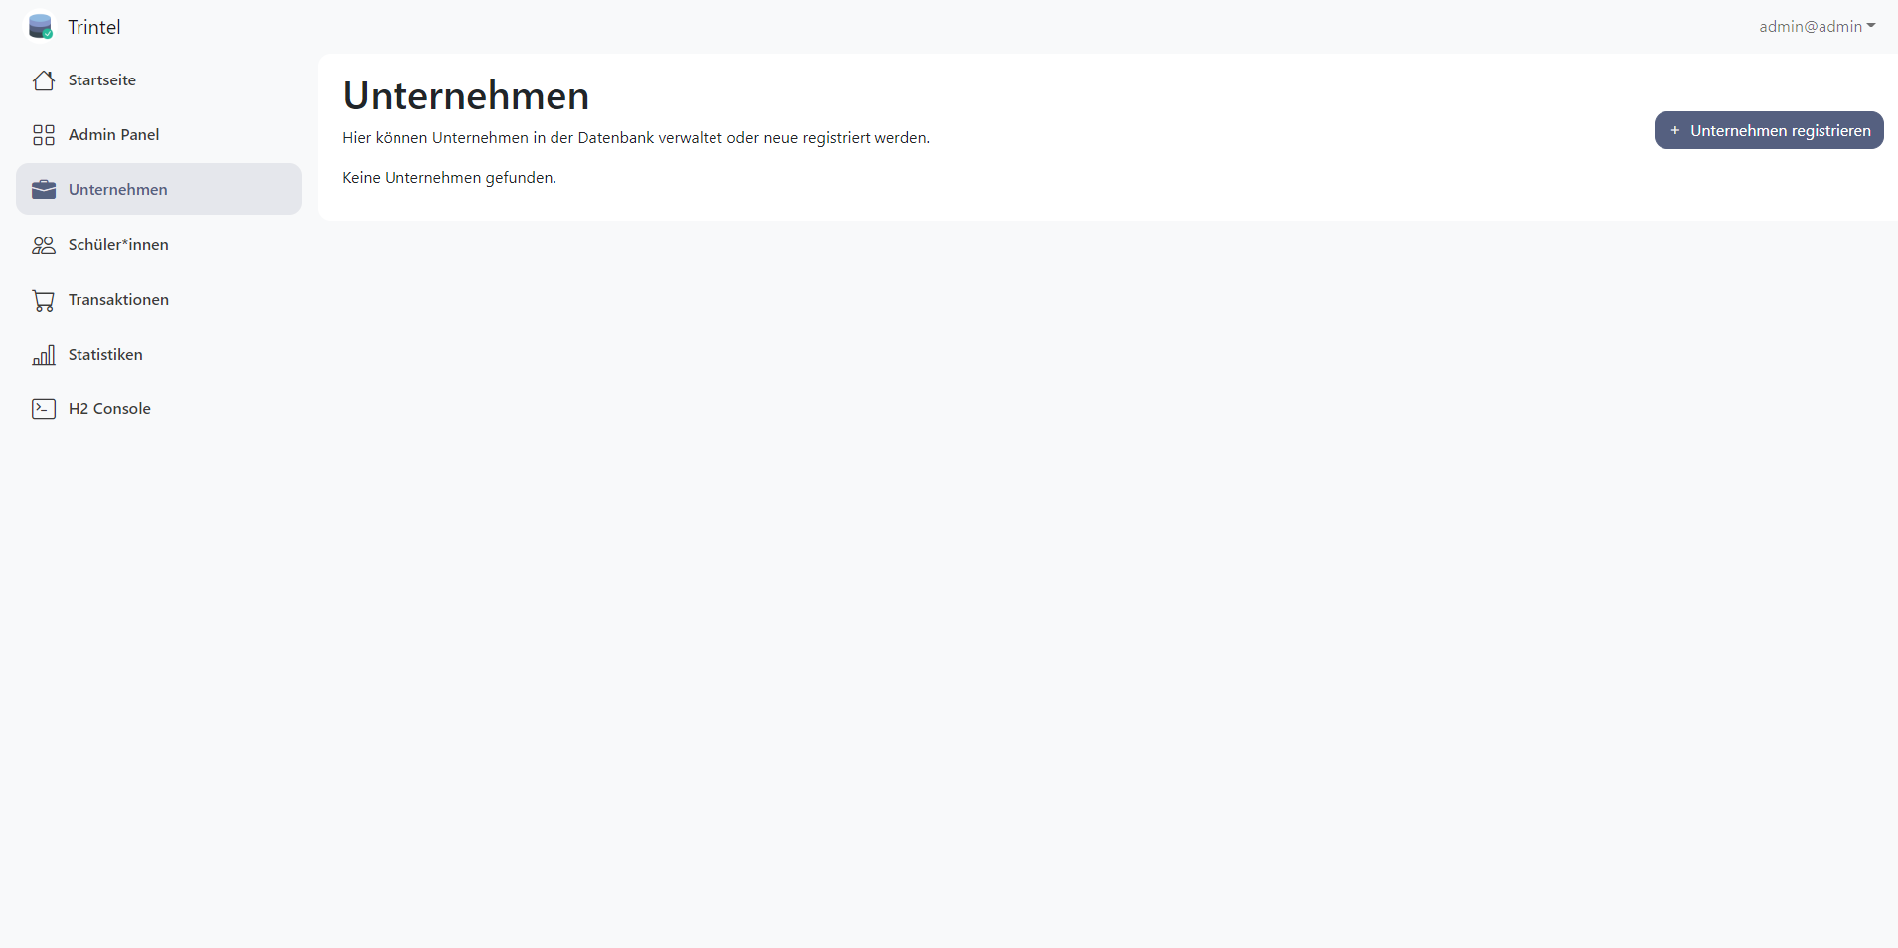 Trintel
admin@admin
Startseite
Admin Panel
Unternehmen
Schüler*innen
Transaktionen
Statistiken
H2 Console
Unternehmen
Hier können Unternehmen in der Datenbank verwaltet oder neue registriert werden.
+ Unternehmen registrieren
Keine Unternehmen gefunden.